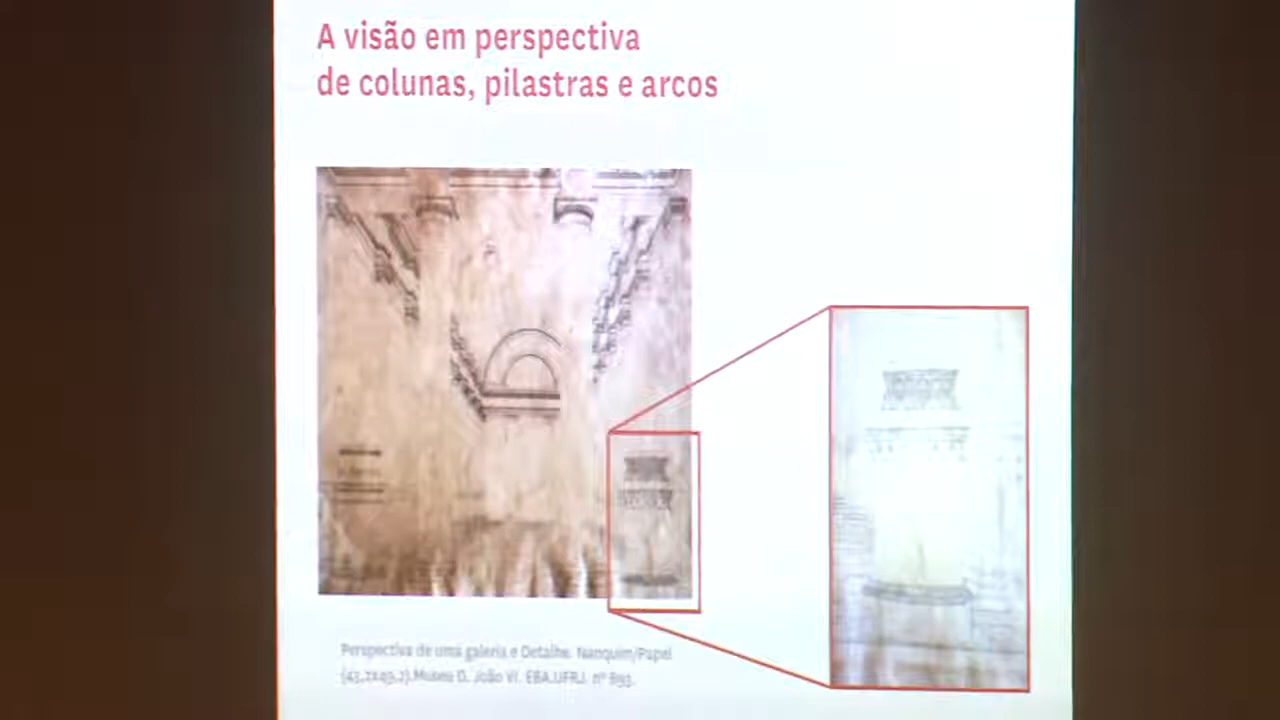 A visão em perspectiva
de colunas, pilastras e arcos
Perspectiva de uma galeria e Detalhe. Nanquim/Papel
(43,7x49,7).Museu D. João VI. EBA.UFRJ. nº 893.